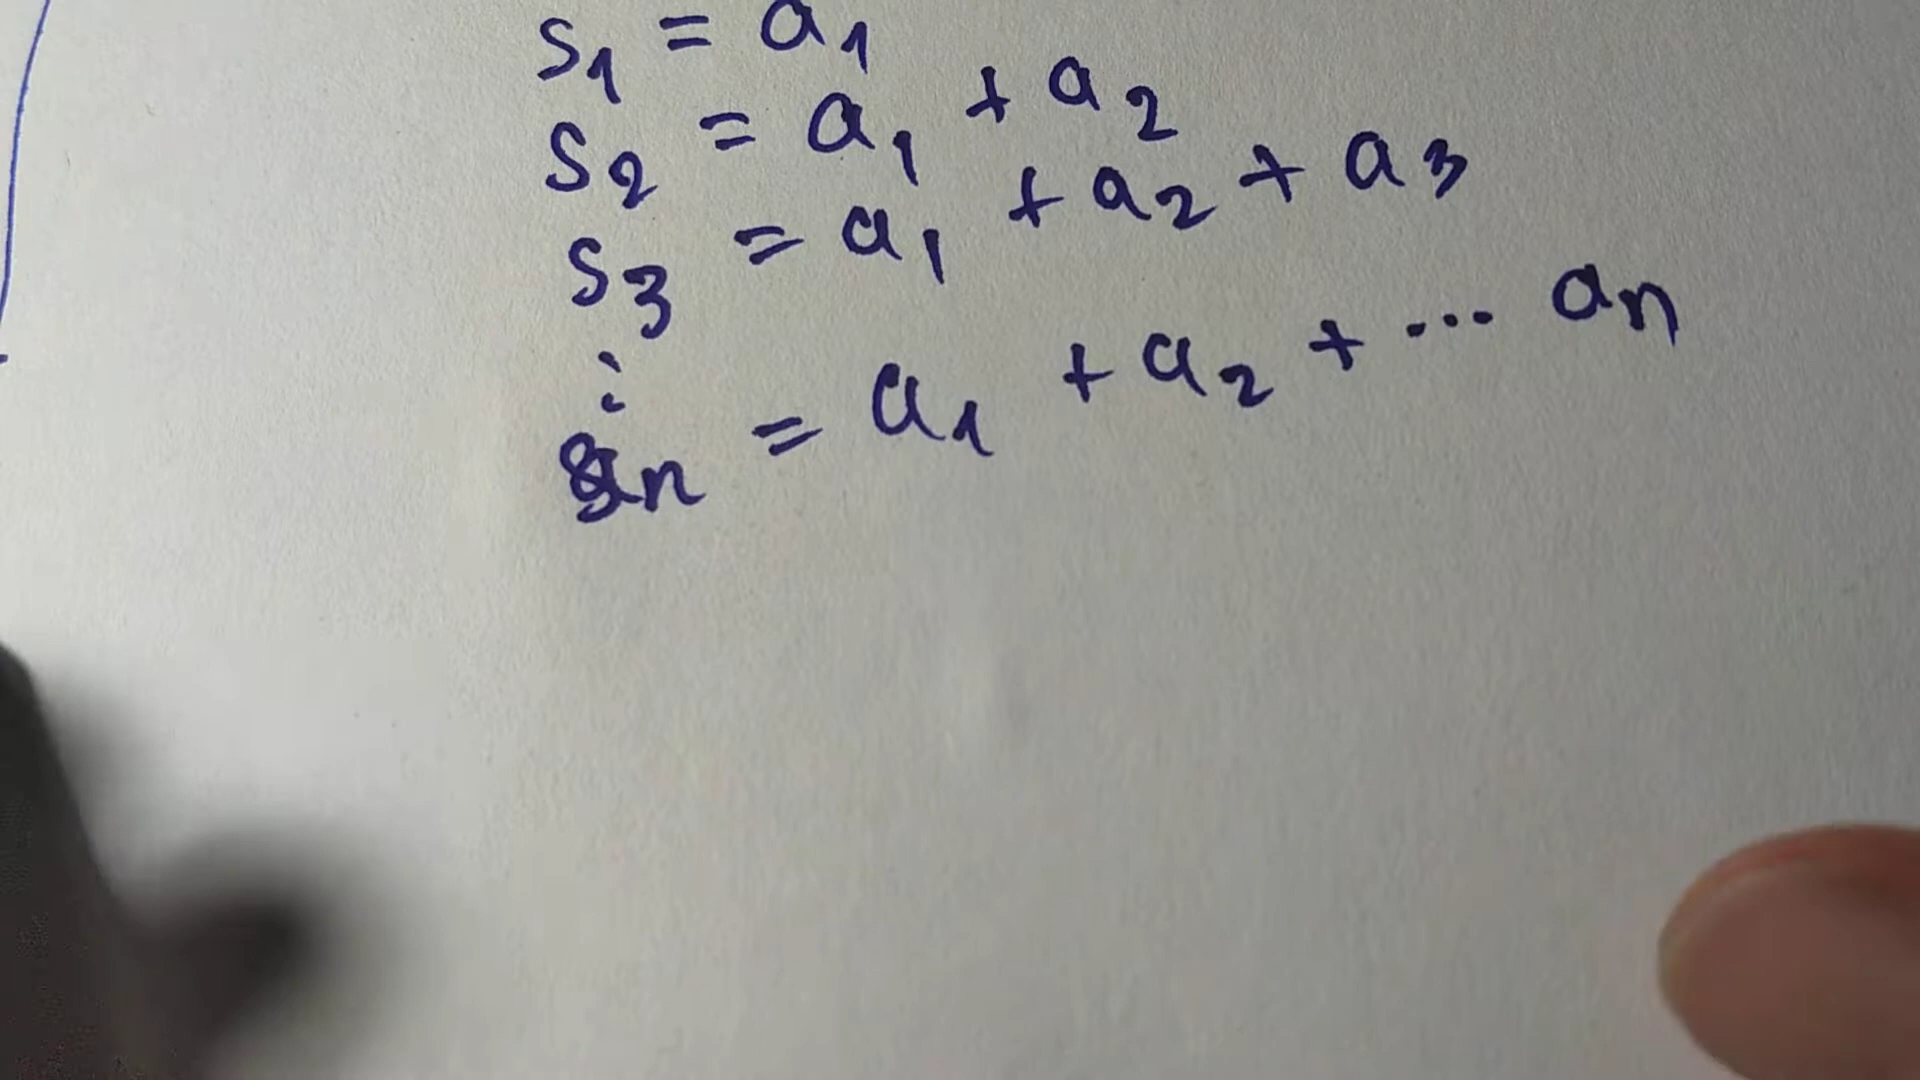 s1 = a1
s2 = a1 + a2
s3 = a1 + a2 + a3
⋮
sn = a1 + a2 + ... an